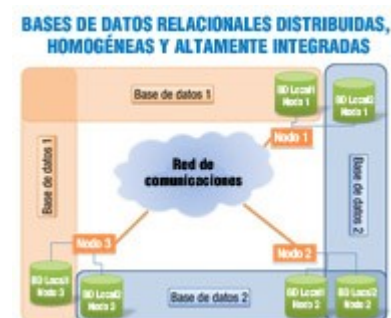 BASES DE DATOS RELACIONALES DISTRIBUIDAS,
HOMOGÉNEAS Y ALTAMENTE INTEGRADAS
Base de datos 1
BD Local1
Nodo 1
BD Local2
Nodo 1
Nodo 1
Base de datos 1
Red de
comunicaciones
Base de datos 2
Nodo 3
Nodo 2
BD Local1
Nodo 3
BD Local2
Nodo 3
Base de datos 2
BD Local1
Nodo 2
BD Local2
Nodo 2